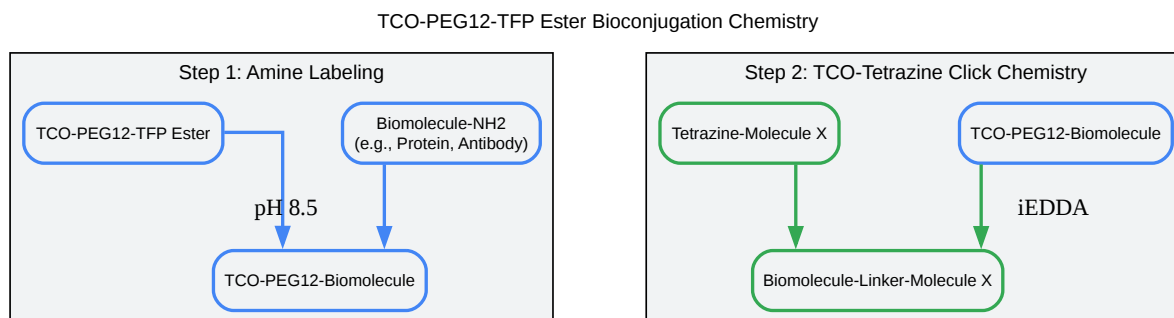 TCO-PEG12-TFP Ester Bioconjugation Chemistry
Step 1: Amine Labeling
TCO-PEG12-TFP Ester
Biomolecule-NH2
(e.g., Protein, Antibody)
pH 8.5
TCO-PEG12-Biomolecule
Step 2: TCO-Tetrazine Click Chemistry
Tetrazine-Molecule X
TCO-PEG12-Biomolecule
iEDDA
Biomolecule-Linker-Molecule X